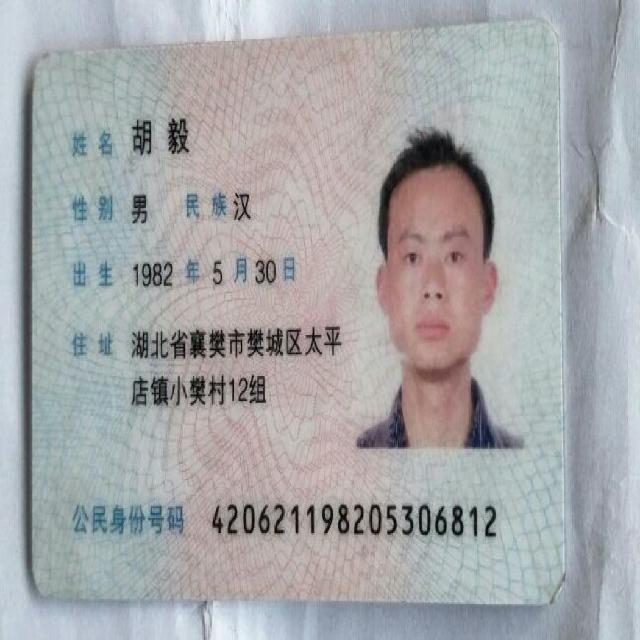 姓名 胡毅
性别 男 民族 汉
出生 1982 年 5 月 30 日
住址 湖北省襄樊市樊城区太平
店镇小樊村12组
公民身份号码 420621198205306812